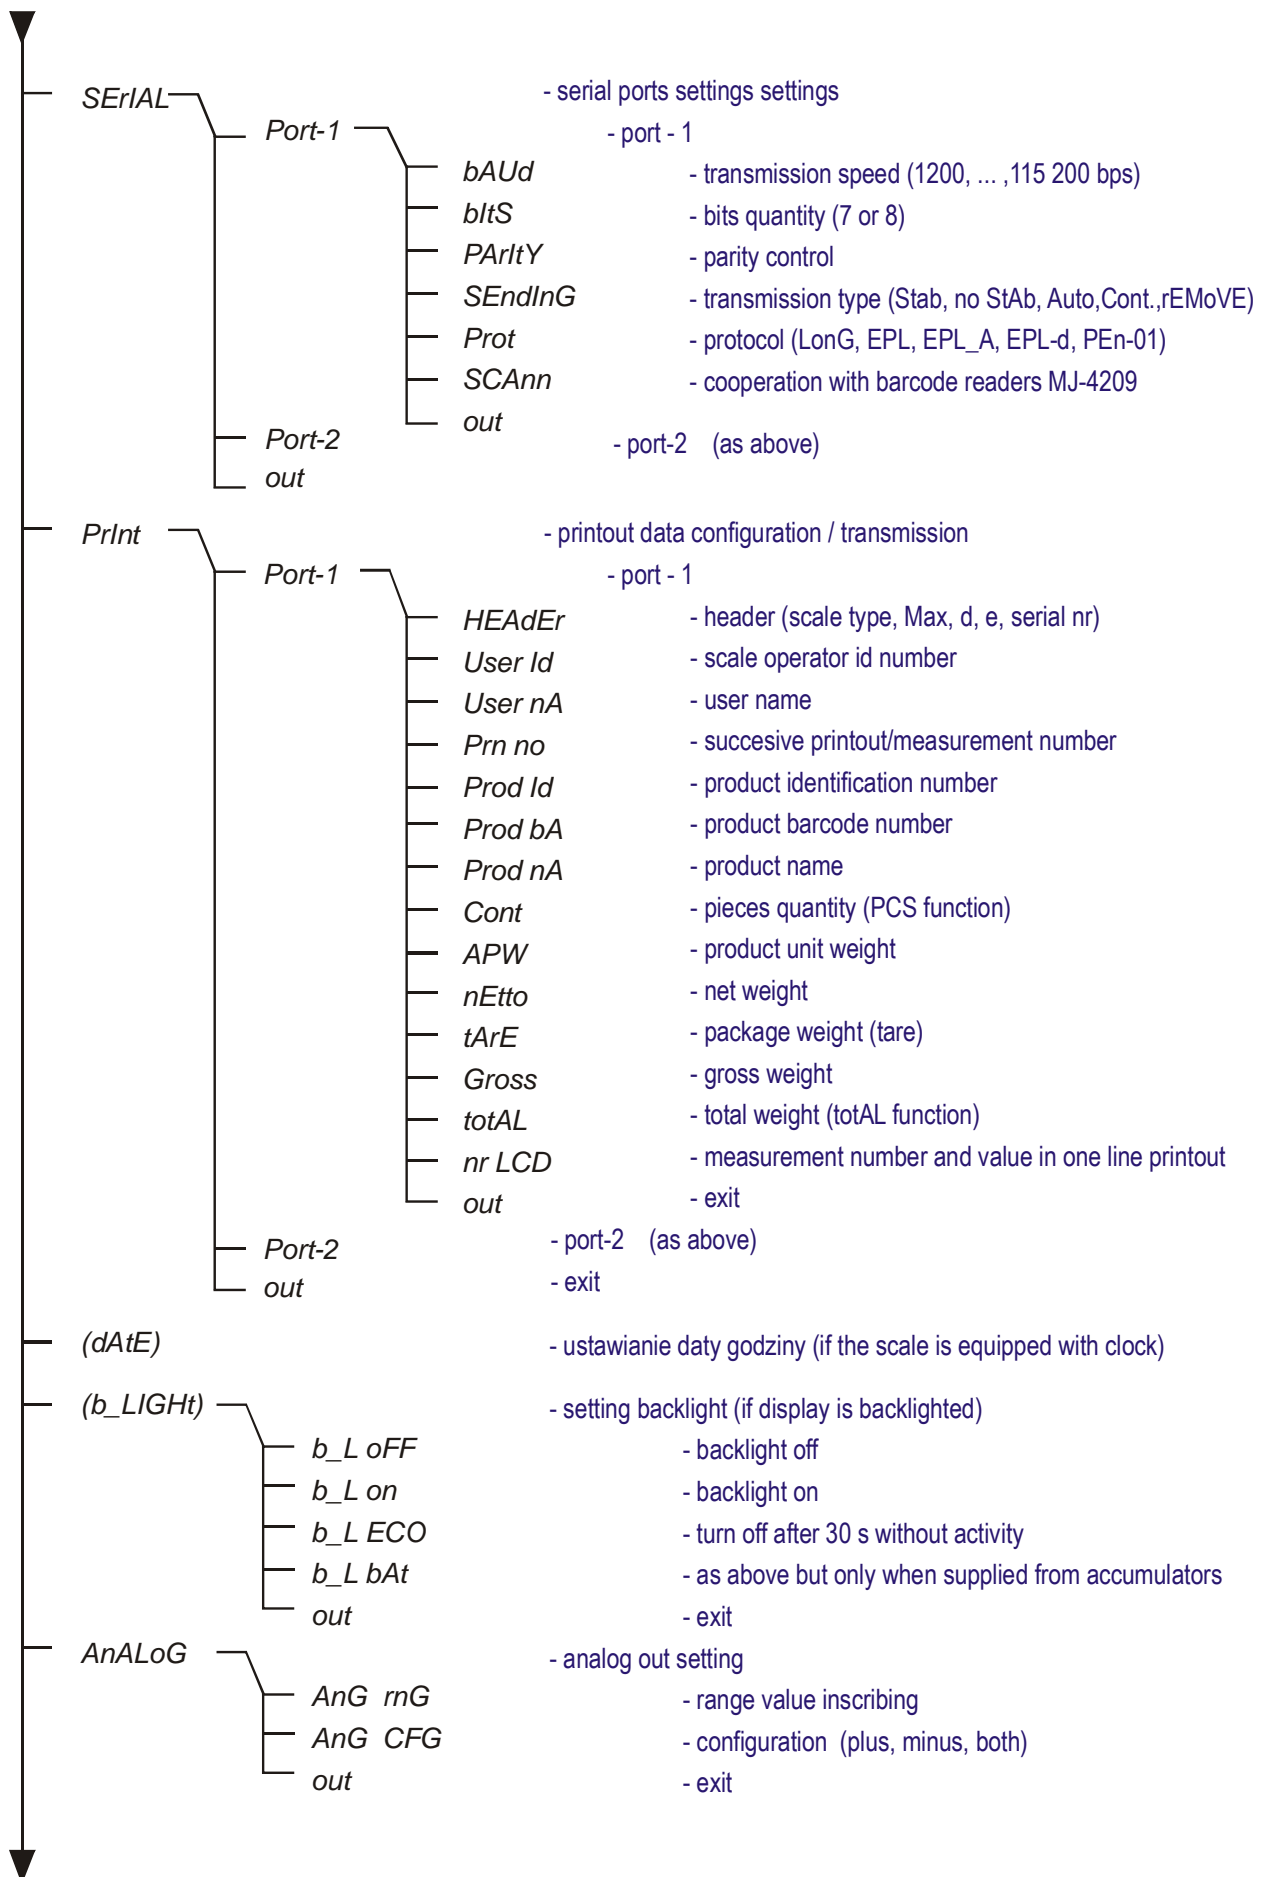 SErIAL - serial ports settings settings
Port-1 - port - 1
bAUd - transmission speed (1200, ... ,115 200 bps)
bItS - bits quantity (7 or 8)
PArItY - parity control
SEndInG - transmission type (Stab, no StAb, Auto,Cont.,rEMoVE)
Prot - protocol (LonG, EPL, EPL_A, EPL-d, PEn-01)
SCAnn - cooperation with barcode readers MJ-4209
out
Port-2 - port-2 (as above)
out
PrInt - printout data configuration / transmission
Port-1 - port - 1
HEAdEr - header (scale type, Max, d, e, serial nr)
User Id - scale operator id number
User nA - user name
Prn no - succesive printout/measurement number
Prod Id - product identification number
Prod bA - product barcode number
Prod nA - product name
Cont - pieces quantity (PCS function)
APW - product unit weight
nEtto - net weight
tArE - package weight (tare)
Gross - gross weight
totAL - total weight (totAL function)
nr LCD - measurement number and value in one line printout
out - exit
Port-2 - port-2 (as above)
out - exit
(dAtE) - ustawianie daty godziny (if the scale is equipped with clock)
(b_LIGHt) - setting backlight (if display is backlighted)
b_L oFF - backlight off
b_L on - backlight on
b_L ECO - turn off after 30 s without activity
b_L bAt - as above but only when supplied from accumulators
out - exit
AnALoG - analog out setting
AnG rnG - range value inscribing
AnG CFG - configuration (plus, minus, both)
out - exit